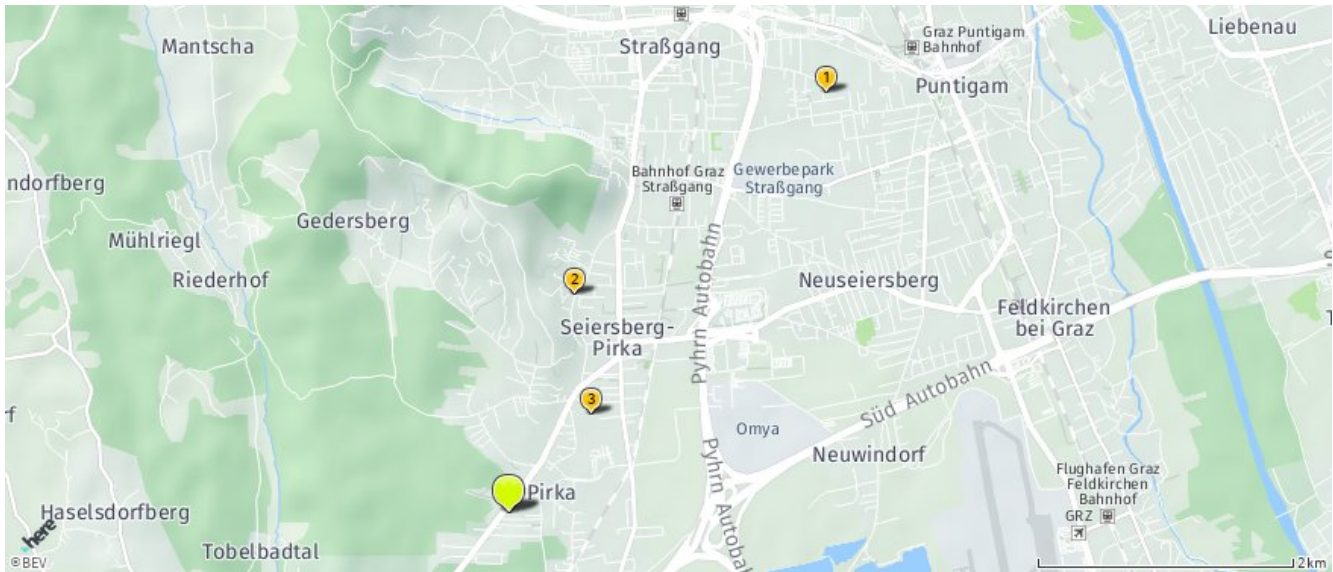 Mantscha
Straßgang
Graz Puntigam
Bahnhof
Liebenau
1
Puntigam
ndorfberg
Bahnhof Graz
Straßgang
Gewerbepark
Straßgang
Gedersberg
Mühlriegl
Riederhof
2
Neuseiersberg
Pyhrn Autobahn
Feldkirchen
bei Graz
Seiersberg-
Pirka
Süd Autobahn
3
rf
Omya
Neuwindorf
Pyhrn Autobahn
Flughafen Graz
Feldkirchen
Bahnhof
GRZ
Pirka
Haselsdorfberg
Tobelbadtal
here
©BEV
2km